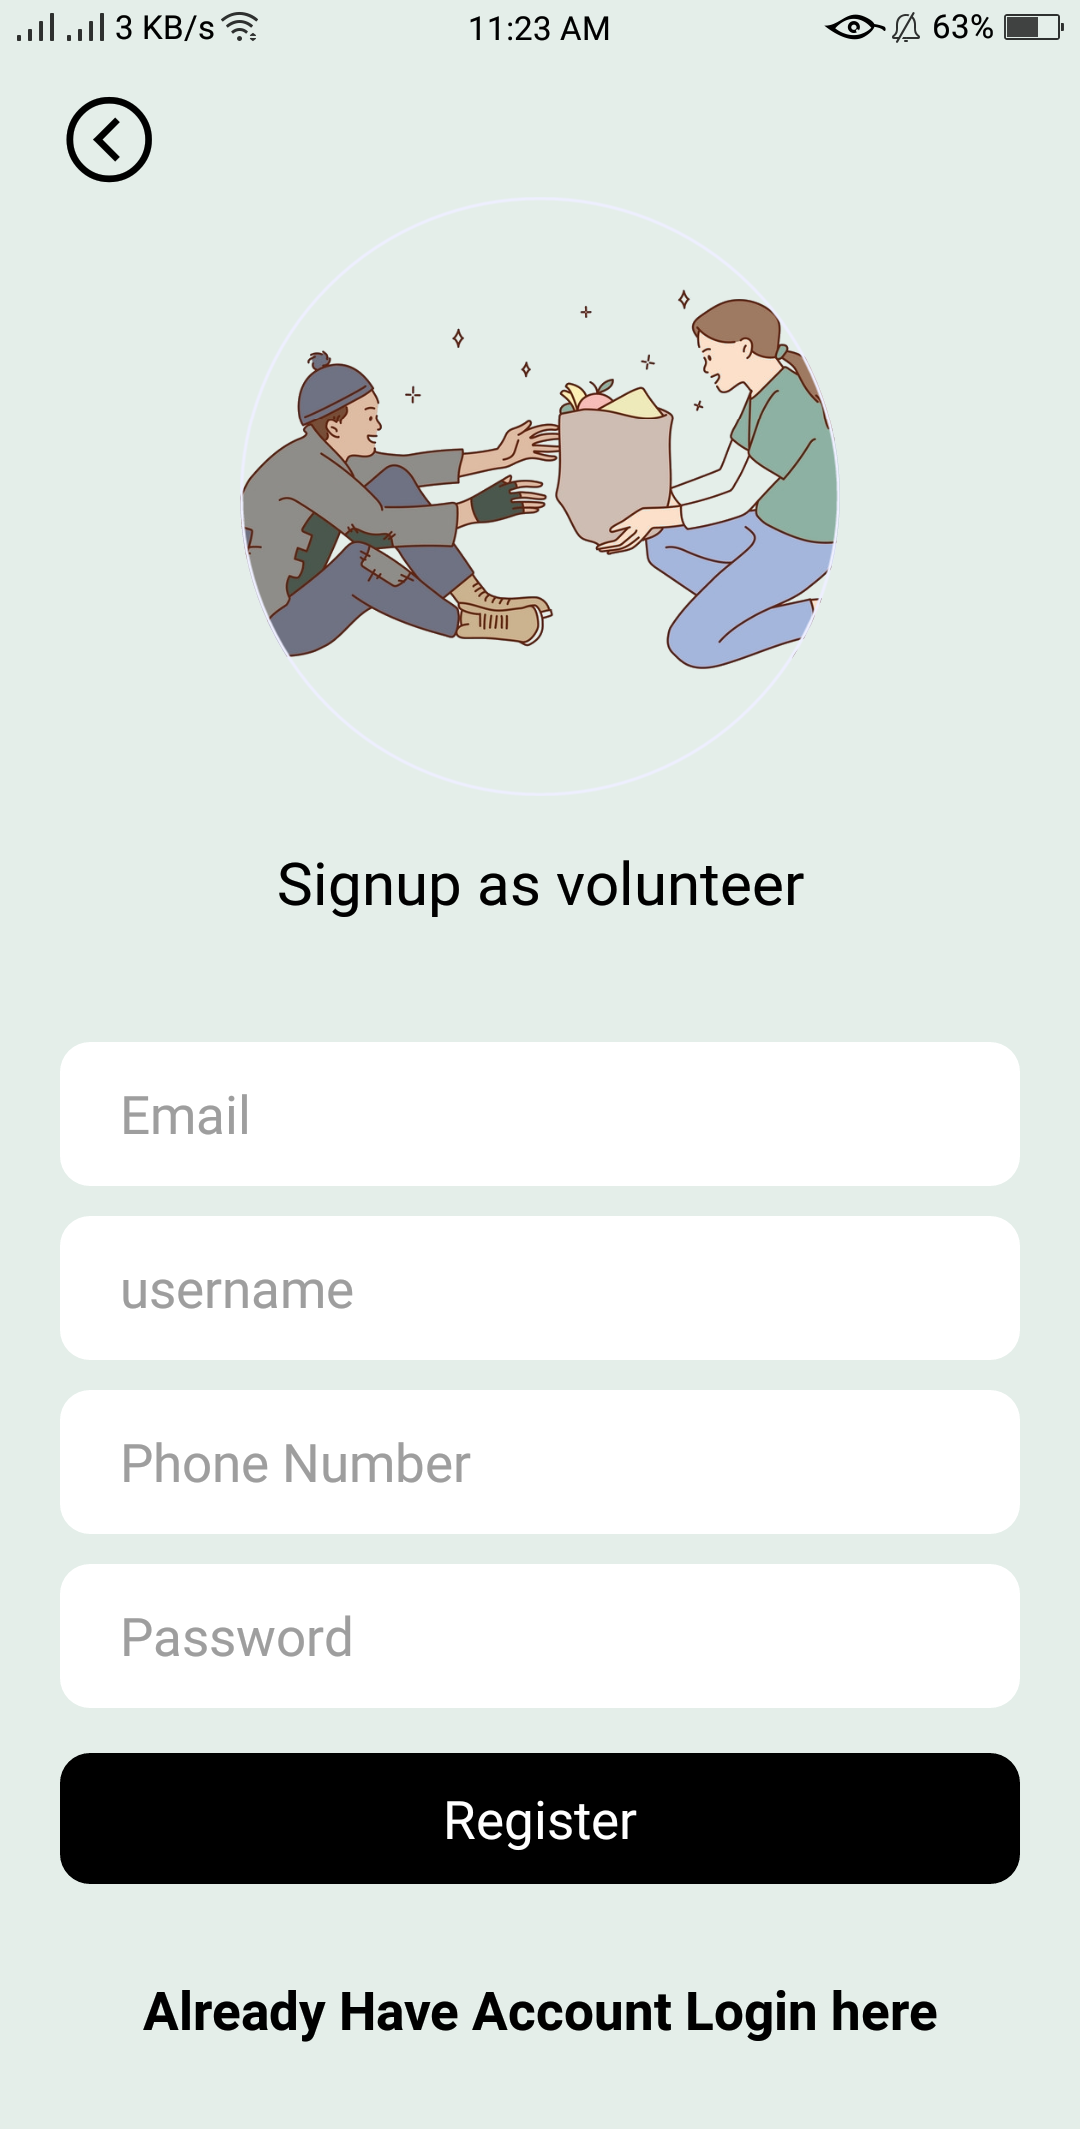 3 KB/s 11:23 AM 63%
Signup as volunteer
Email
username
Phone Number
Password
Register
Already Have Account Login here